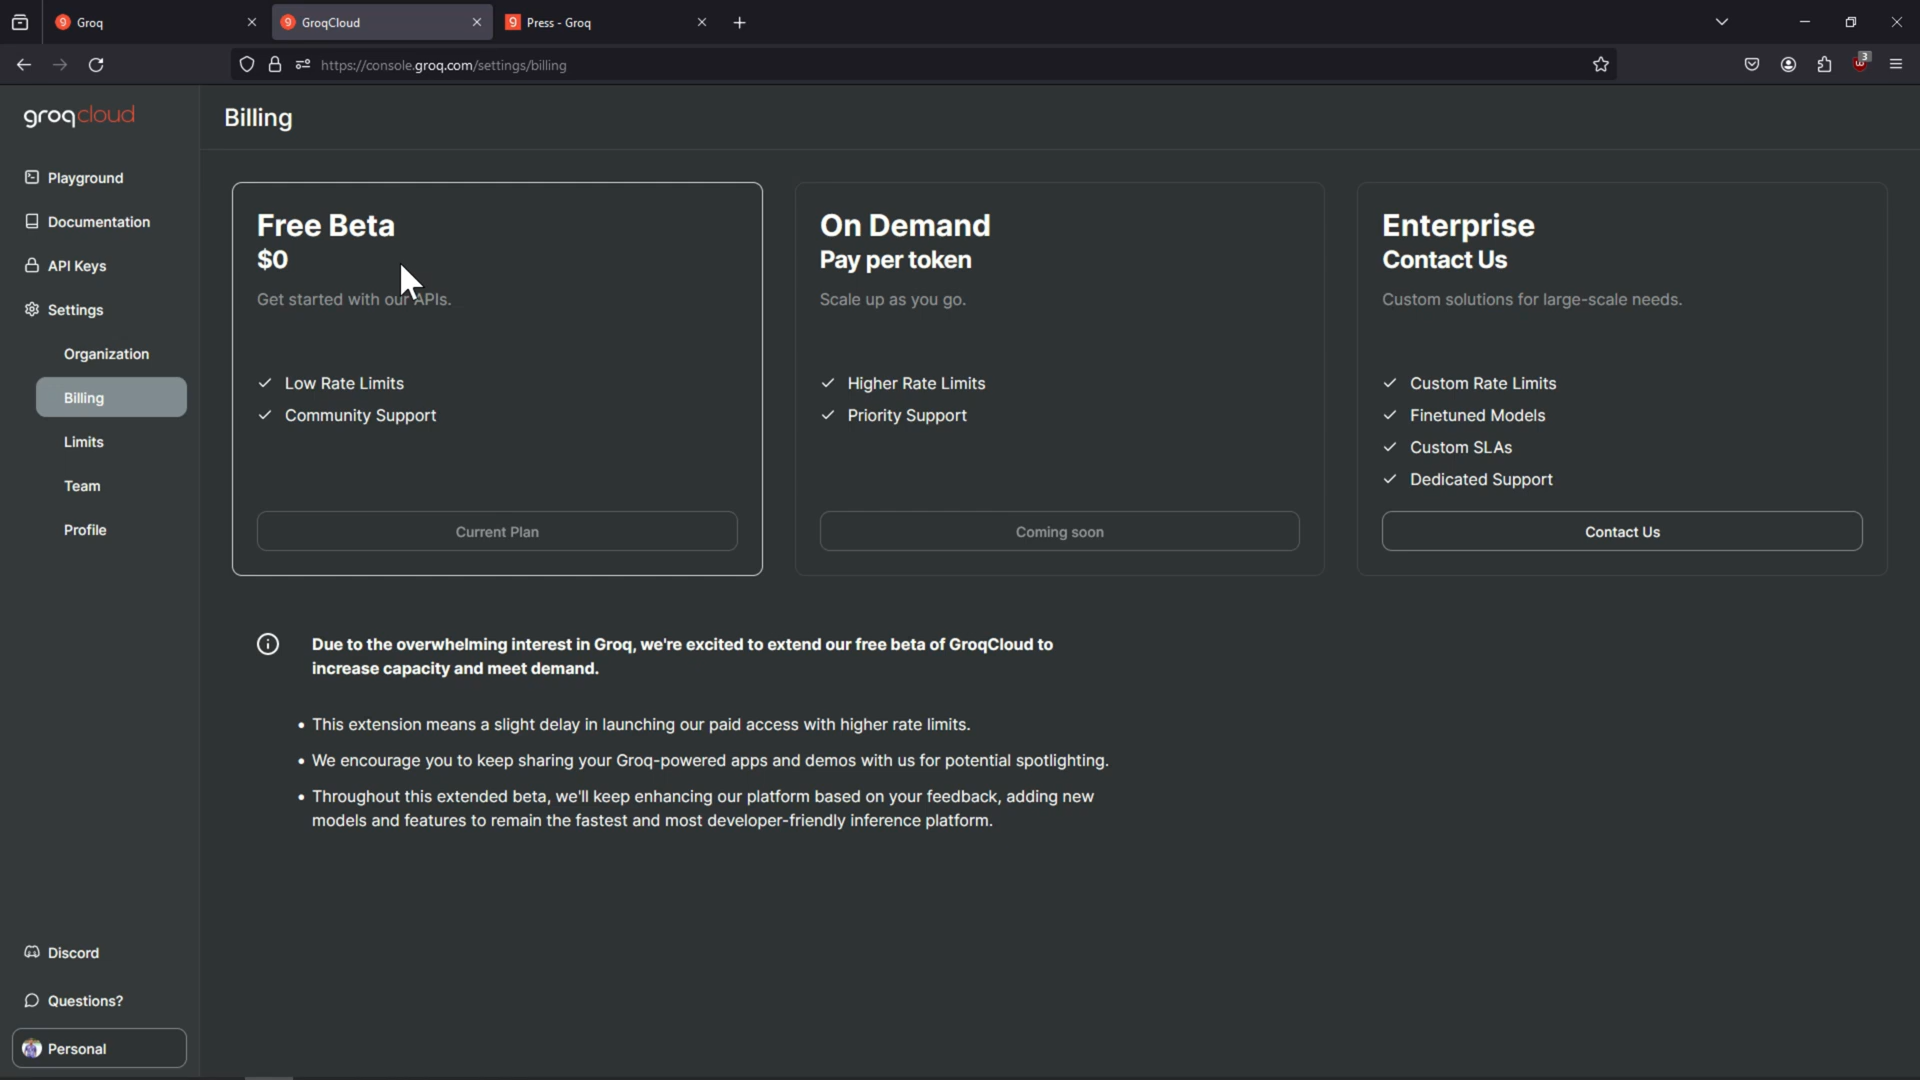 Groq
GroqCloud
Press - Groq
https://console.groq.com/settings/billing
3
groqcloud
Billing
Playground
Documentation
API Keys
Settings
Organization
Billing
Limits
Team
Profile
Free Beta
$0
Get started with our APIs.
Low Rate Limits
Community Support
Current Plan
On Demand
Pay per token
Scale up as you go.
Higher Rate Limits
Priority Support
Coming soon
Enterprise
Contact Us
Custom solutions for large-scale needs.
Custom Rate Limits
Finetuned Models
Custom SLAs
Dedicated Support
Contact Us
Due to the overwhelming interest in Groq, we're excited to extend our free beta of GroqCloud to
increase capacity and meet demand.
• This extension means a slight delay in launching our paid access with higher rate limits.
• We encourage you to keep sharing your Groq-powered apps and demos with us for potential spotlighting.
• Throughout this extended beta, we'll keep enhancing our platform based on your feedback, adding new
models and features to remain the fastest and most developer-friendly inference platform.
Discord
Questions?
Personal